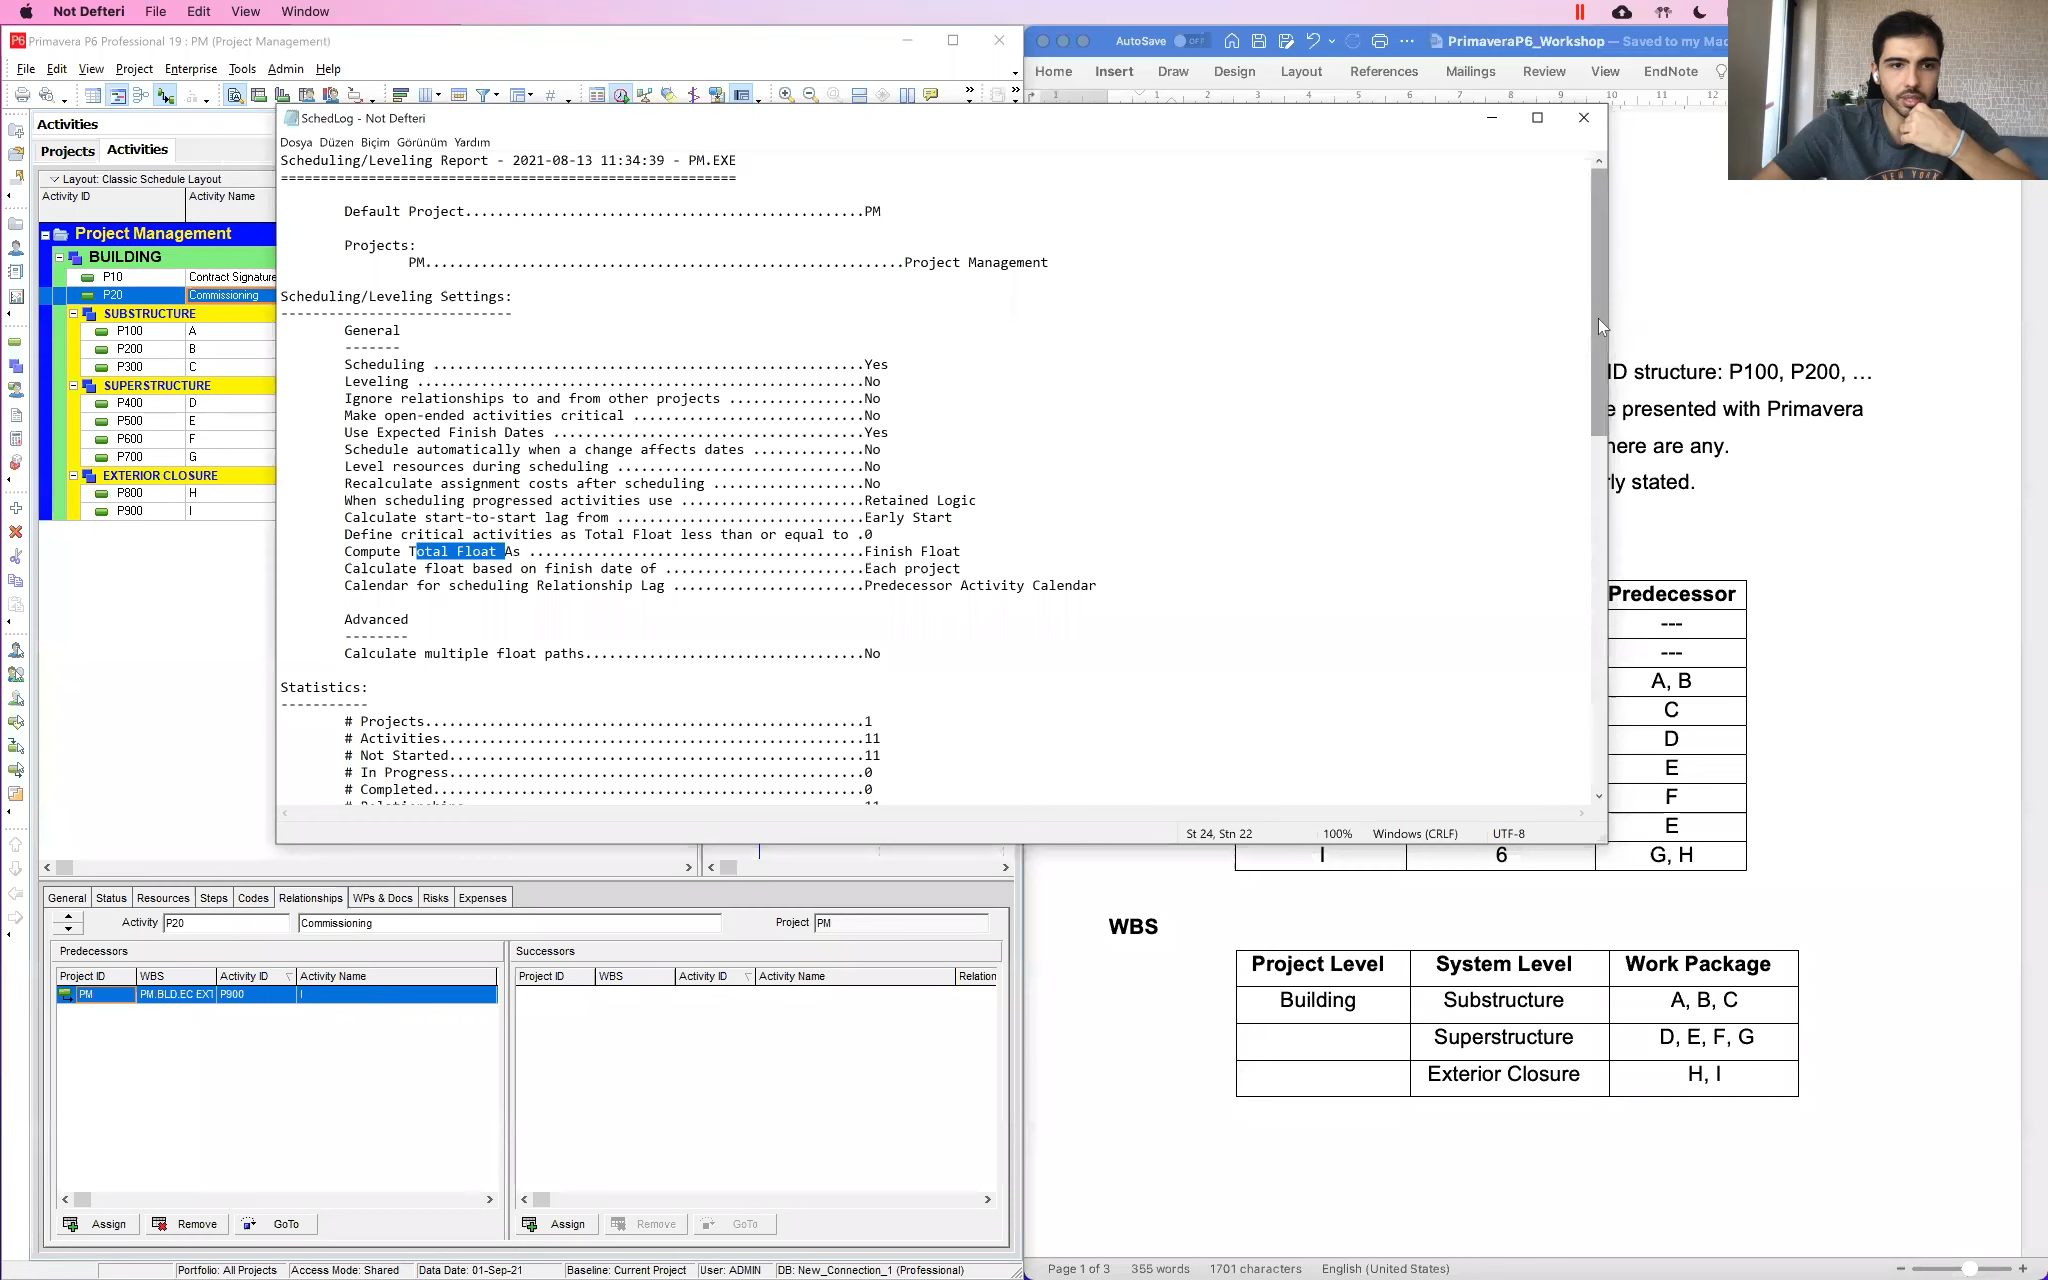 Not Defteri File Edit View Window
Primavera P6 Professional 19 : PM (Project Management)
File Edit View Project Enterprise Tools Admin Help
AutoSave OFF PrimaveraP6_Workshop — Saved to my Mac
Home Insert Draw Design Layout References Mailings Review View EndNote
Activities
Projects Activities
Layout: Classic Schedule Layout
Activity ID Activity Name
Project Management
BUILDING
P10 Contract Signature
P20 Commissioning
SUBSTRUCTURE
P100 A
P200 B
P300 C
SUPERSTRUCTURE
P400 D
P500 E
P600 F
P700 G
EXTERIOR CLOSURE
P800 H
P900 I
SchedLog - Not Defteri
Dosya Düzen Biçim Görünüm Yardım
Scheduling/Leveling Report - 2021-08-13 11:34:39 - PM.EXE
=========================================================
Default Project..................................................PM
Projects:
PM............................................................Project Management
Scheduling/Leveling Settings:
-----------------------------
General
-------
Scheduling ......................................................Yes
Leveling ........................................................No
Ignore relationships to and from other projects .................No
Make open-ended activities critical .............................No
Use Expected Finish Dates .......................................Yes
Schedule automatically when a change affects dates ..............No
Level resources during scheduling ...............................No
Recalculate assignment costs after scheduling ...................No
When scheduling progressed activities use .......................Retained Logic
Calculate start-to-start lag from ...............................Early Start
Define critical activities as Total Float less than or equal to .0
Compute Total Float As ..........................................Finish Float
Calculate float based on finish date of .........................Each project
Calendar for scheduling Relationship Lag ........................Predecessor Activity Calendar
Advanced
--------
Calculate multiple float paths...................................No
Statistics:
-----------
# Projects.......................................................1
# Activities.....................................................11
# Not Started....................................................11
# In Progress....................................................0
# Completed......................................................0
# Relationships..................................................11
St 24, Stn 22 100% Windows (CRLF) UTF-8
ID structure: P100, P200, …
e presented with Primavera
here are any.
rly stated.
Predecessor
---
---
A, B
C
D
E
F
E
I 6 G, H
WBS
Project Level System Level Work Package
Building Substructure A, B, C
Superstructure D, E, F, G
Exterior Closure H, I
General Status Resources Steps Codes Relationships WPs & Docs Risks Expenses
Activity P20 Commissioning Project PM
Predecessors Successors
Project ID WBS Activity ID Activity Name Project ID WBS Activity ID Activity Name Relation
PM PM.BLD.EC EXT P900 I
Assign Remove GoTo Assign Remove GoTo
Portfolio: All Projects Access Mode: Shared Data Date: 01-Sep-21 Baseline: Current Project User: ADMIN DB: New_Connection_1 (Professional)
Page 1 of 3 355 words 1701 characters English (United States)